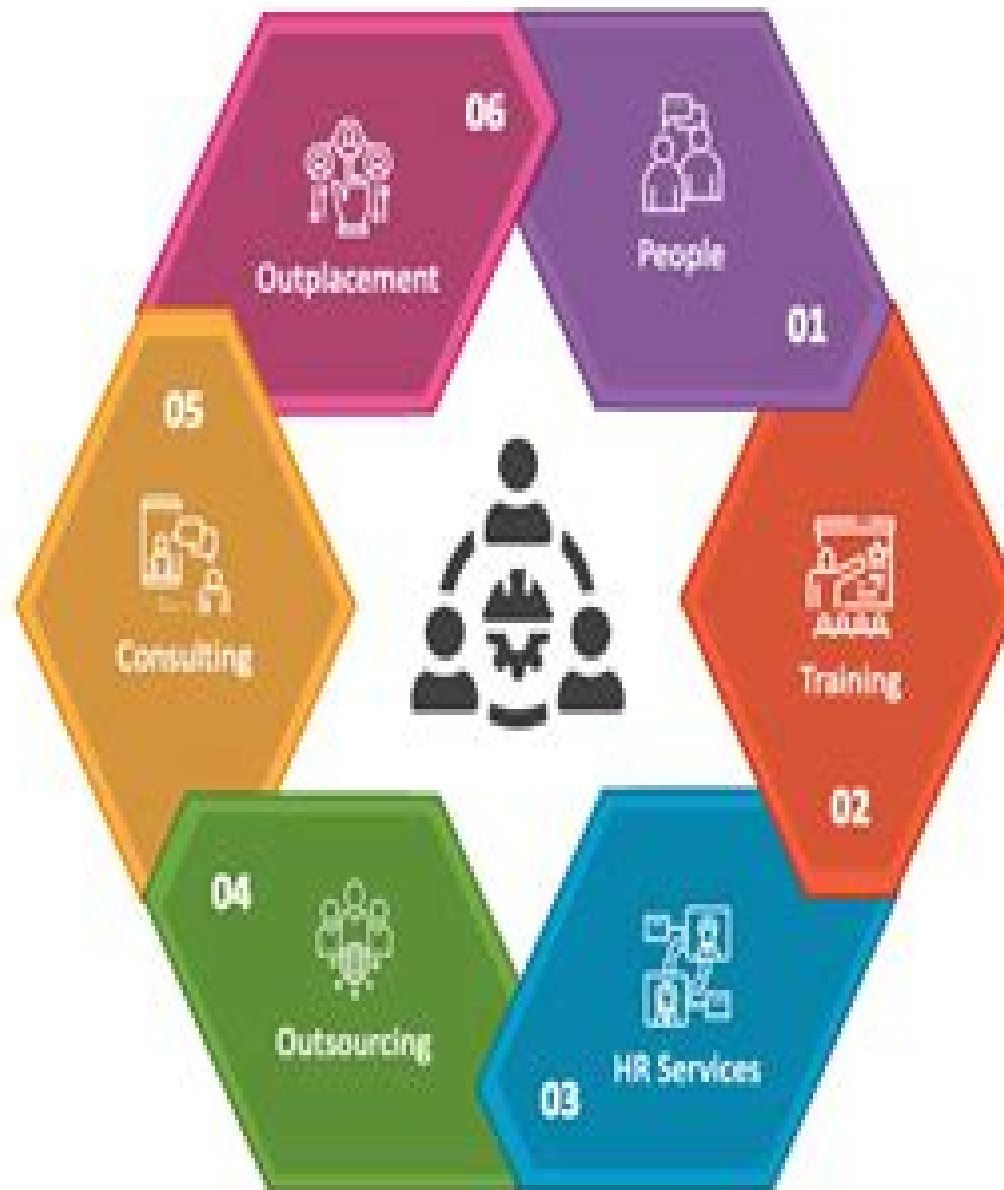 01
People
02
Training
03
HR Services
04
Outsourcing
05
Consulting
06
Outplacement